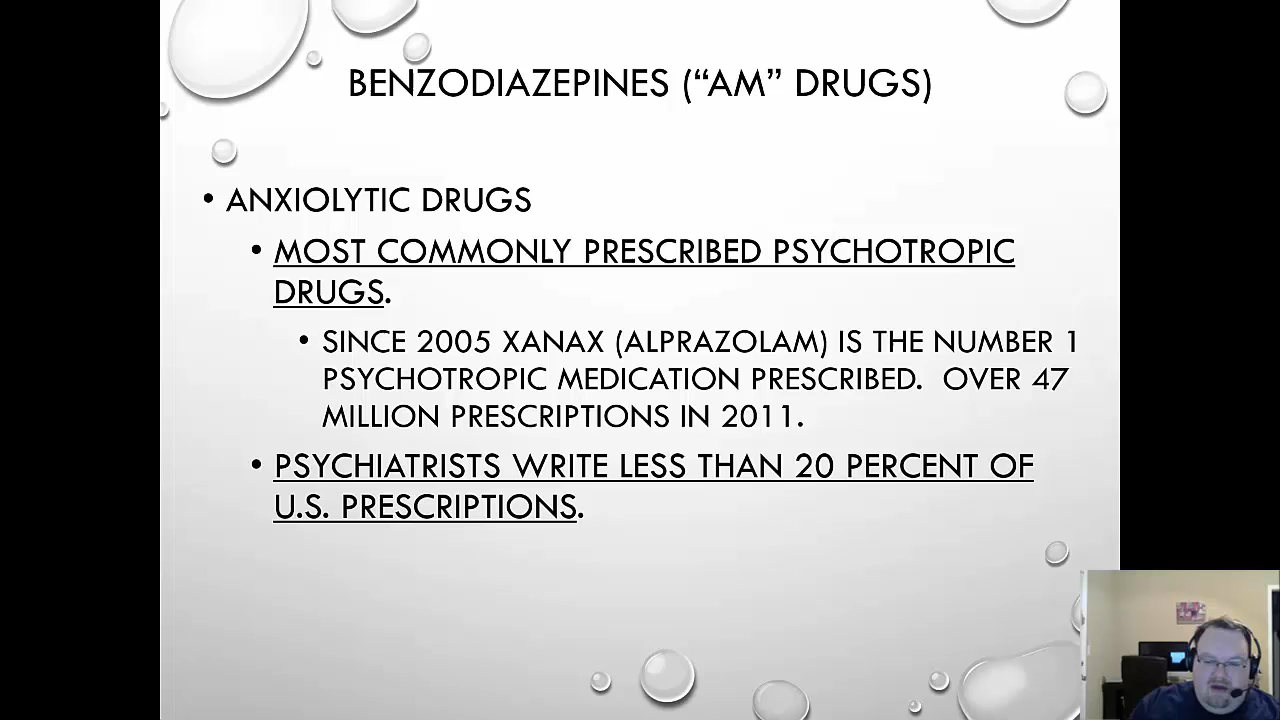 BENZODIAZEPINES (“AM” DRUGS)
• ANXIOLYTIC DRUGS
• MOST COMMONLY PRESCRIBED PSYCHOTROPIC
DRUGS.
• SINCE 2005 XANAX (ALPRAZOLAM) IS THE NUMBER 1
PSYCHOTROPIC MEDICATION PRESCRIBED.  OVER 47
MILLION PRESCRIPTIONS IN 2011.
• PSYCHIATRISTS WRITE LESS THAN 20 PERCENT OF
U.S. PRESCRIPTIONS.